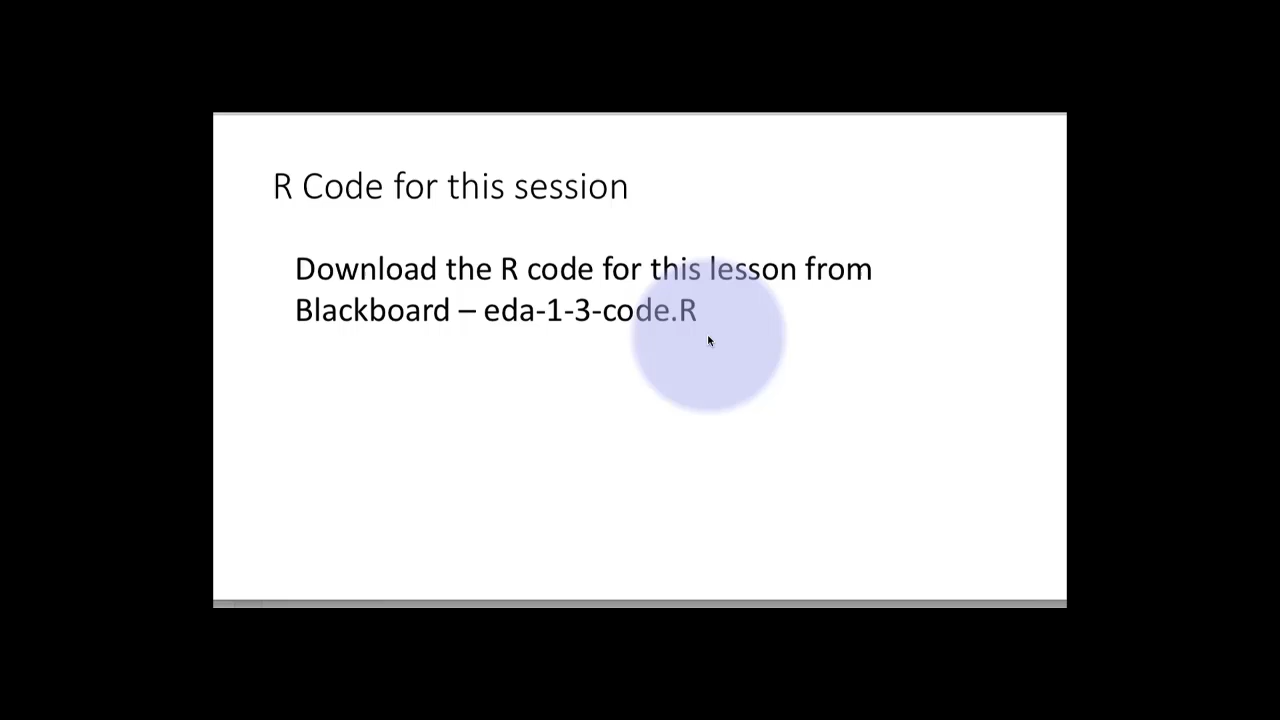 R Code for this session
Download the R code for this lesson from
Blackboard – eda-1-3-code.R